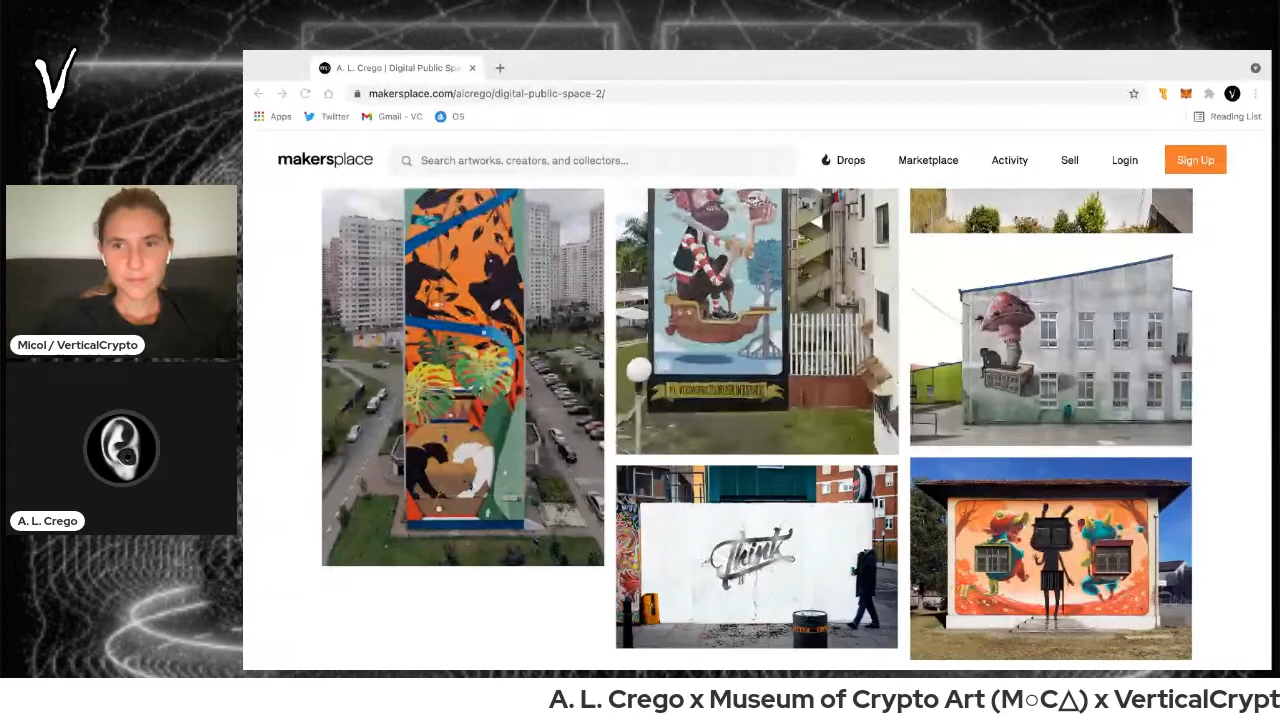 V
A. L. Crego | Digital Public Spa
makersplace.com/alcrego/digital-public-space-2/
Apps Twitter Gmail - VC OS Reading List
makersplace Search artworks, creators, and collectors... Drops Marketplace Activity Sell Login Sign Up
Micol / VerticalCrypto
A. L. Crego
Think
A. L. Crego x Museum of Crypto Art (M○C△) x VerticalCrypt